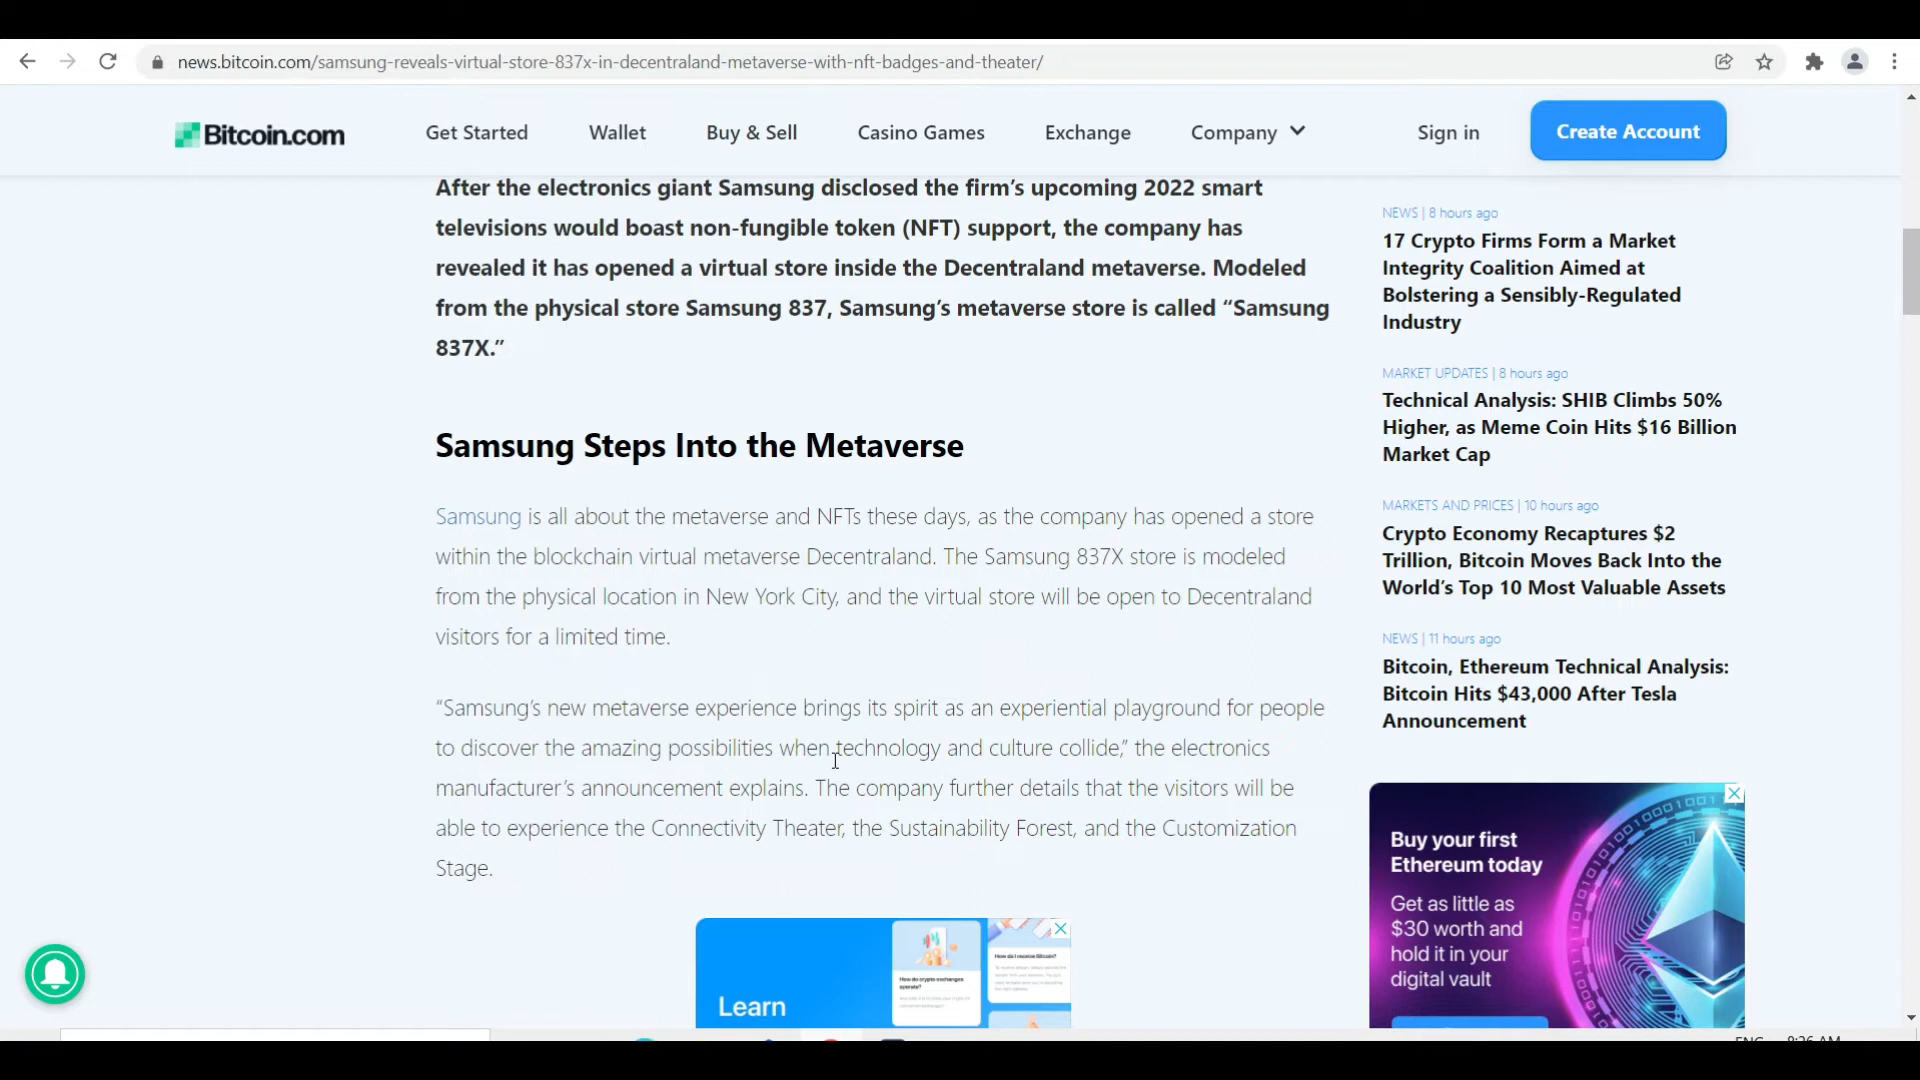 news.bitcoin.com/samsung-reveals-virtual-store-837x-in-decentraland-metaverse-with-nft-badges-and-theater/
Bitcoin.com
Get Started
Wallet
Buy & Sell
Casino Games
Exchange
Company
Sign in
Create Account
After the electronics giant Samsung disclosed the firm’s upcoming 2022 smart
televisions would boast non-fungible token (NFT) support, the company has
revealed it has opened a virtual store inside the Decentraland metaverse. Modeled
from the physical store Samsung 837, Samsung’s metaverse store is called “Samsung
837X.”
Samsung Steps Into the Metaverse
Samsung is all about the metaverse and NFTs these days, as the company has opened a store
within the blockchain virtual metaverse Decentraland. The Samsung 837X store is modeled
from the physical location in New York City, and the virtual store will be open to Decentraland
visitors for a limited time.
“Samsung’s new metaverse experience brings its spirit as an experiential playground for people
to discover the amazing possibilities when technology and culture collide,” the electronics
manufacturer’s announcement explains. The company further details that the visitors will be
able to experience the Connectivity Theater, the Sustainability Forest, and the Customization
Stage.
Learn
How do crypto exchanges
operate?
How do I receive Bitcoin?
NEWS | 8 hours ago
17 Crypto Firms Form a Market
Integrity Coalition Aimed at
Bolstering a Sensibly-Regulated
Industry
MARKET UPDATES | 8 hours ago
Technical Analysis: SHIB Climbs 50%
Higher, as Meme Coin Hits $16 Billion
Market Cap
MARKETS AND PRICES | 10 hours ago
Crypto Economy Recaptures $2
Trillion, Bitcoin Moves Back Into the
World’s Top 10 Most Valuable Assets
NEWS | 11 hours ago
Bitcoin, Ethereum Technical Analysis:
Bitcoin Hits $43,000 After Tesla
Announcement
Buy your first
Ethereum today
Get as little as
$30 worth and
hold it in your
digital vault